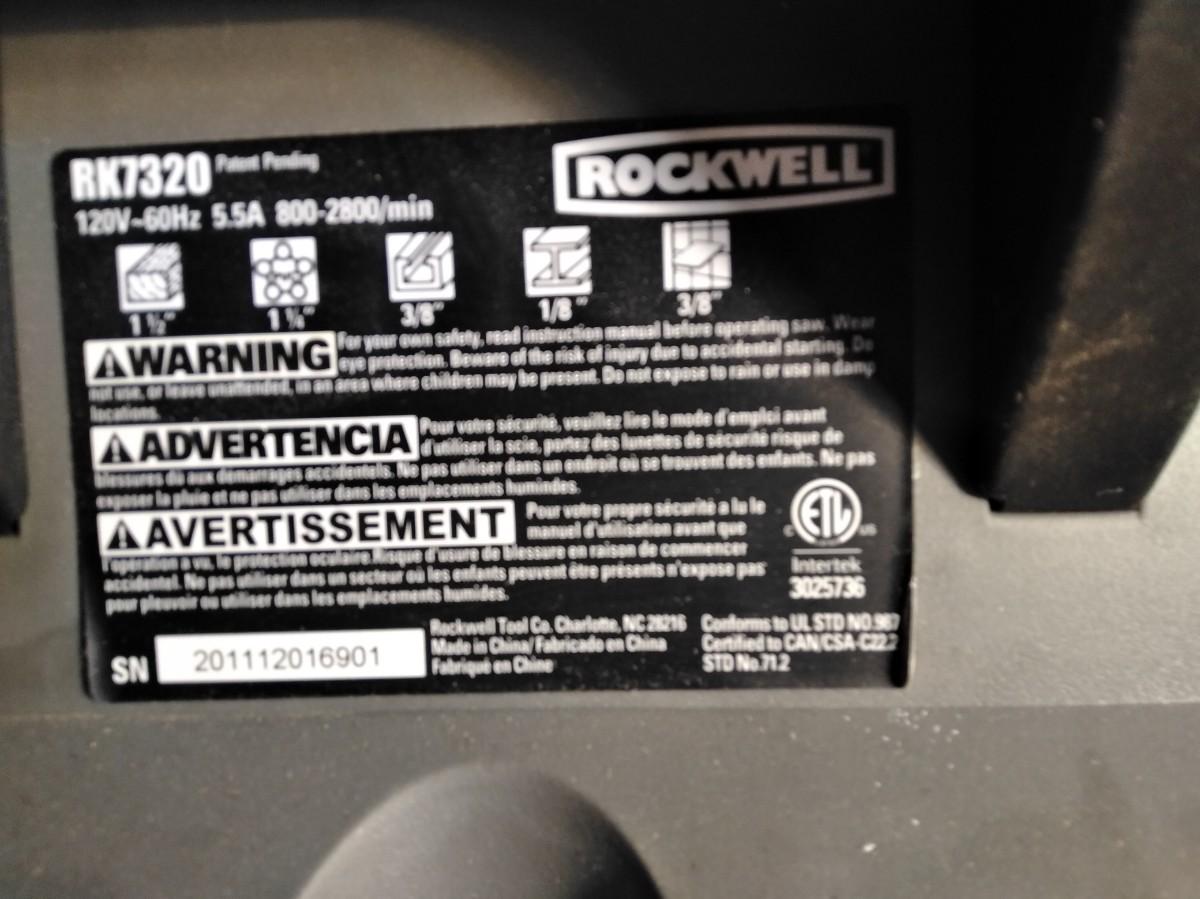 RK7320 Patent Pending
ROCKWELL
120V~60Hz 5.5A 800-2800/min
1 ½" 1 ¼" 3/8" 1/8" 3/8"
WARNING For your own safety, read instruction manual before operating saw. Wear
eye protection. Beware of the risk of injury due to accidental starting. Do
not use, or leave unattended, in an area where children may be present. Do not expose to rain or use in damp
locations.
ADVERTENCIA Pour votre sécurité, veuillez lire le mode d'emploi avant
d'utiliser la scie, portez des lunettes de sécurité risque de
blessures dû aux démarrages accidentels. Ne pas utiliser dans un endroit où se trouvent des enfants. Ne pas
exposer la pluie et ne pas utiliser dans les emplacements humindes.
AVERTISSEMENT Pour votre propre sécurité a lu le
manuel d'utilisation avant que
l'opération a vu, le protection oculaire.Risque d'usure de blessure en raison de commencer
accidentel. Ne pas utiliser dans un secteur où les enfants peuvent être présents n'expose pas
pour pleuvoir ou utiliser dans les emplacements humides.
c ETL us
Intertek
3025736
SN 201112016901
Rockwell Tool Co. Charlotte, NC 28216
Made in China/Fabricado en China
Fabriqué en Chine
Conforms to UL STD NO.987
Certified to CAN/CSA-C22.2
STD No.71.2